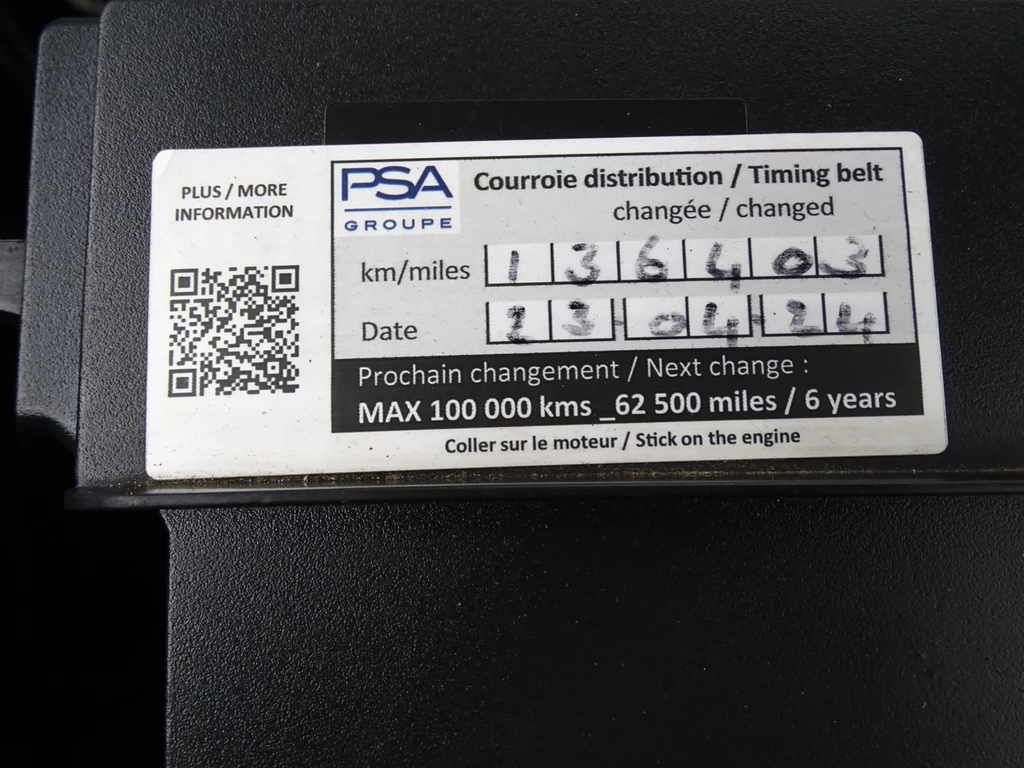 PLUS / MORE
INFORMATION
PSA
GROUPE
Courroie distribution / Timing belt
changée / changed
km/miles 136403
Date 23·04·24
Prochain changement / Next change :
MAX 100 000 kms _62 500 miles / 6 years
Coller sur le moteur / Stick on the engine